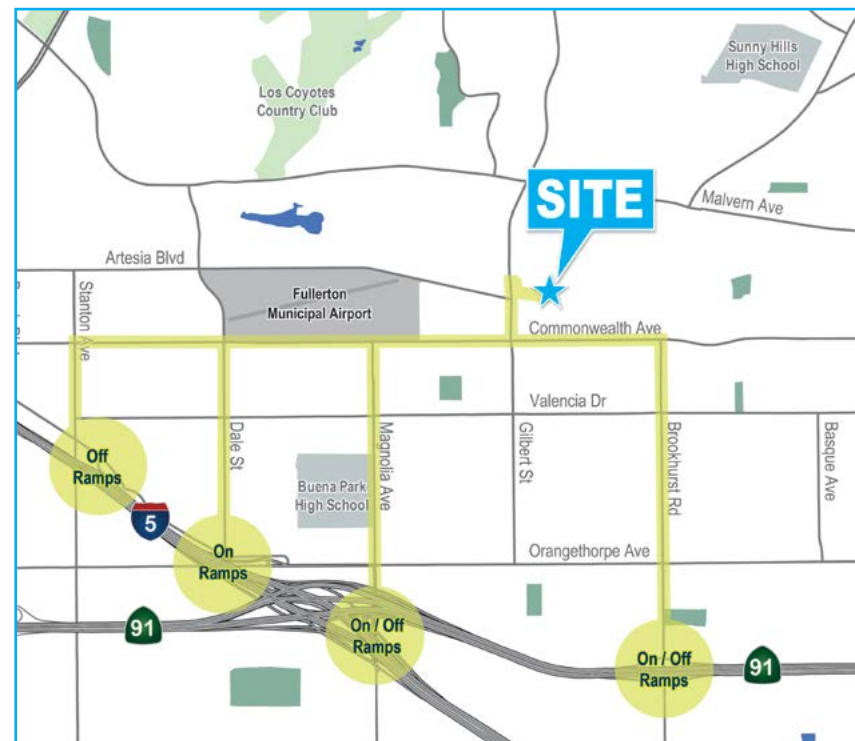 Sunny Hills
High School
Los Coyotes
Country Club
SITE
Malvern Ave
Artesia Blvd
Fullerton
Municipal Airport
Stanton Ave
Commonwealth Ave
Valencia Dr
Dale St
Magnolia Ave
Gilbert St
Brookhurst Rd
Basque Ave
Off
Ramps
Buena Park
High School
5
On
Ramps
Orangethorpe Ave
91
On / Off
Ramps
On / Off
Ramps
91